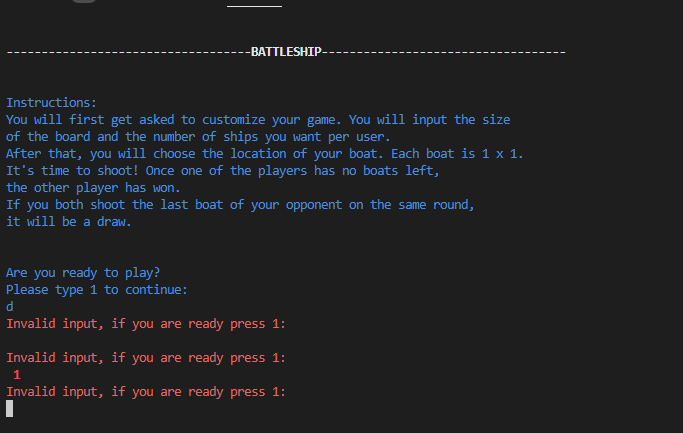 -----------------------------------BATTLESHIP-----------------------------------
Instructions:
You will first get asked to customize your game. You will input the size
of the board and the number of ships you want per user.
After that, you will choose the location of your boat. Each boat is 1 x 1.
It's time to shoot! Once one of the players has no boats left,
the other player has won.
If you both shoot the last boat of your opponent on the same round,
it will be a draw.
Are you ready to play?
Please type 1 to continue:
d
Invalid input, if you are ready press 1:
Invalid input, if you are ready press 1:
1
Invalid input, if you are ready press 1: